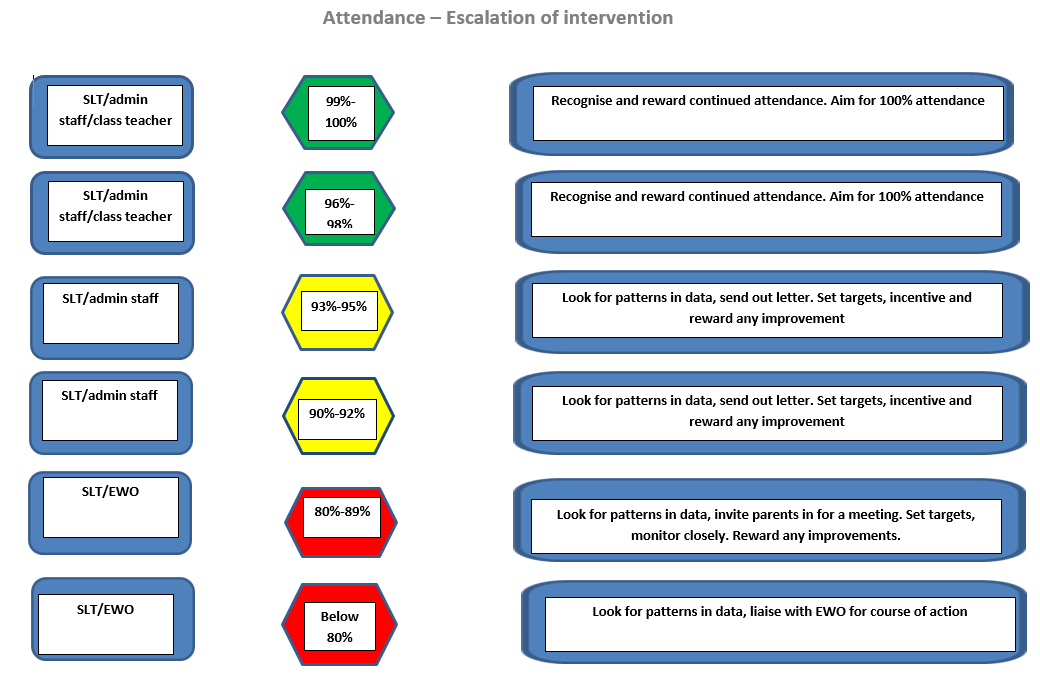 Attendance – Escalation of intervention
SLT/admin
staff/class teacher
99%-
100%
Recognise and reward continued attendance. Aim for 100% attendance
SLT/admin
staff/class teacher
96%-
98%
Recognise and reward continued attendance. Aim for 100% attendance
SLT/admin staff
93%-95%
Look for patterns in data, send out letter. Set targets, incentive and
reward any improvement
SLT/admin staff
90%-92%
Look for patterns in data, send out letter. Set targets, incentive and
reward any improvement
SLT/EWO
80%-89%
Look for patterns in data, invite parents in for a meeting. Set targets,
monitor closely. Reward any improvements.
SLT/EWO
Below
80%
Look for patterns in data, liaise with EWO for course of action